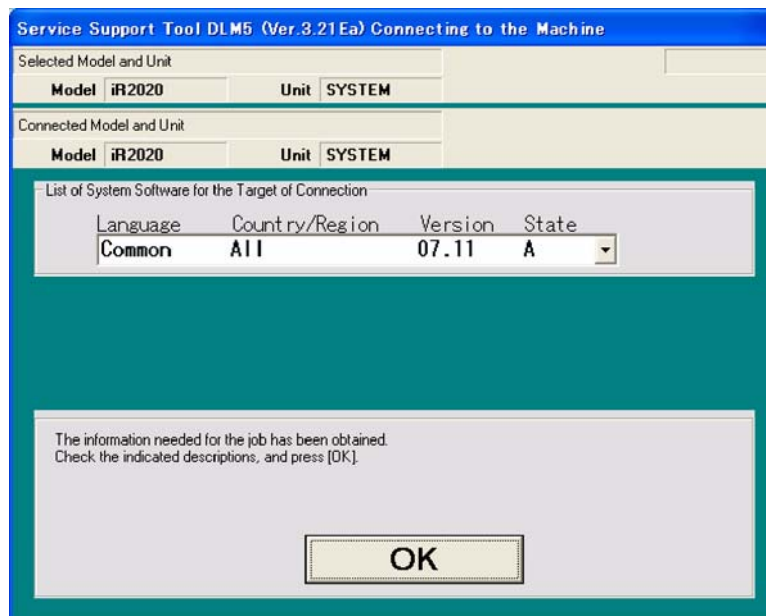 Service Support Tool DLM5 (Ver.3.21Ea) Connecting to the Machine
Selected Model and Unit
Model iR2020 Unit SYSTEM
Connected Model and Unit
Model iR2020 Unit SYSTEM
List of System Software for the Target of Connection
Language Country/Region Version State
Common All 07.11 A
The information needed for the job has been obtained.
Check the indicated descriptions, and press [OK].
OK